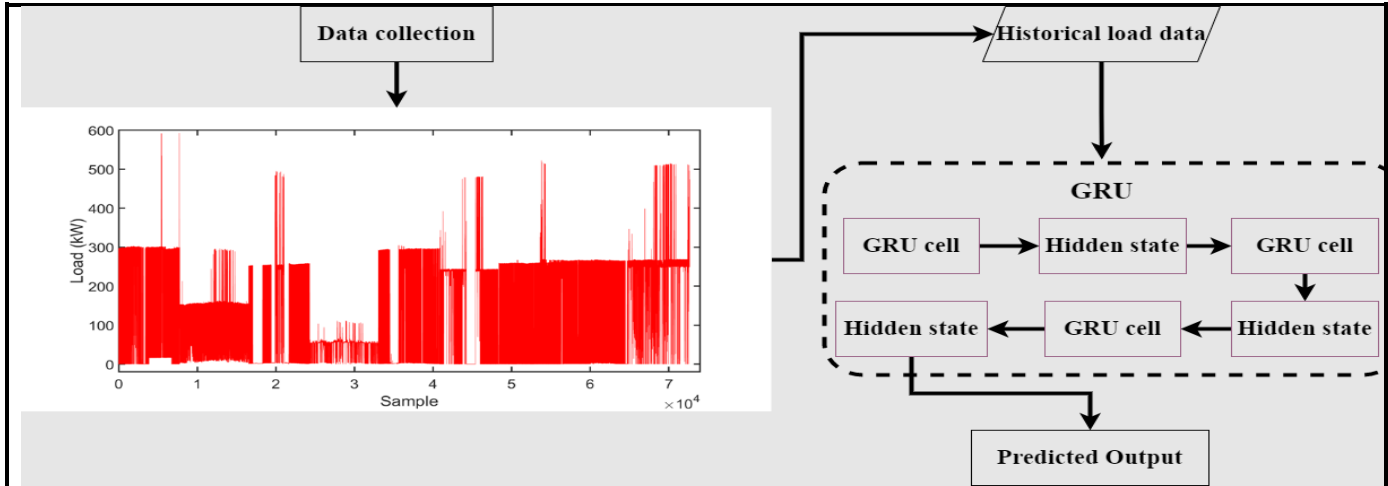 Data collection
Historical load data
600
500
400
300
200
100
0
Load (kW)
0 1 2 3 4 5 6 7
Sample
×10^4
GRU
GRU cell
Hidden state
GRU cell
Hidden state
GRU cell
Hidden state
Predicted Output